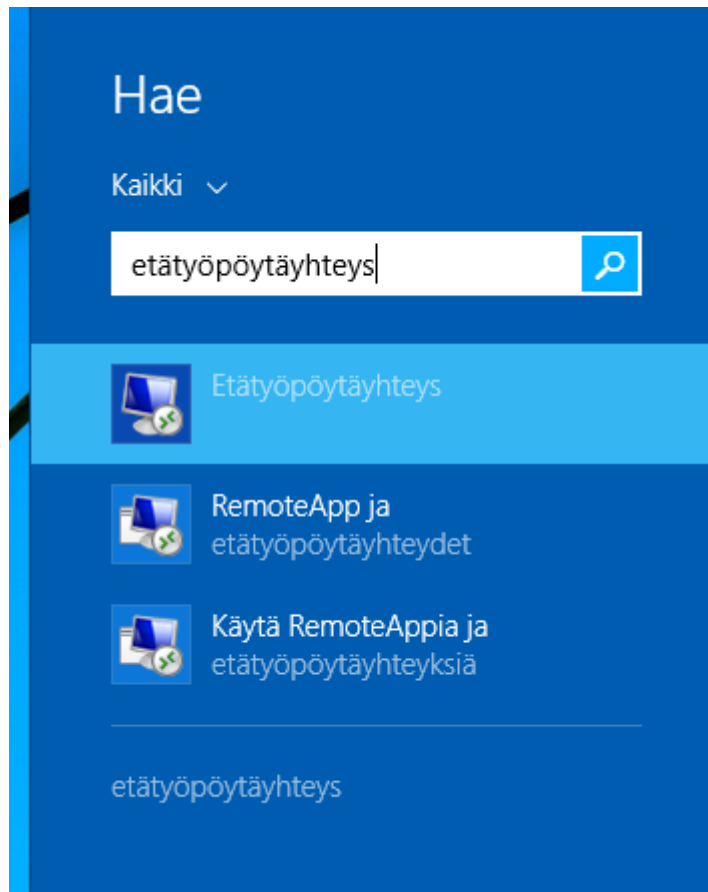 Hae
Kaikki
etätyöpöytäyhteys
Etätyöpöytäyhteys
RemoteApp ja
etätyöpöytäyhteydet
Käytä RemoteAppia ja
etätyöpöytäyhteyksiä
etätyöpöytäyhteys